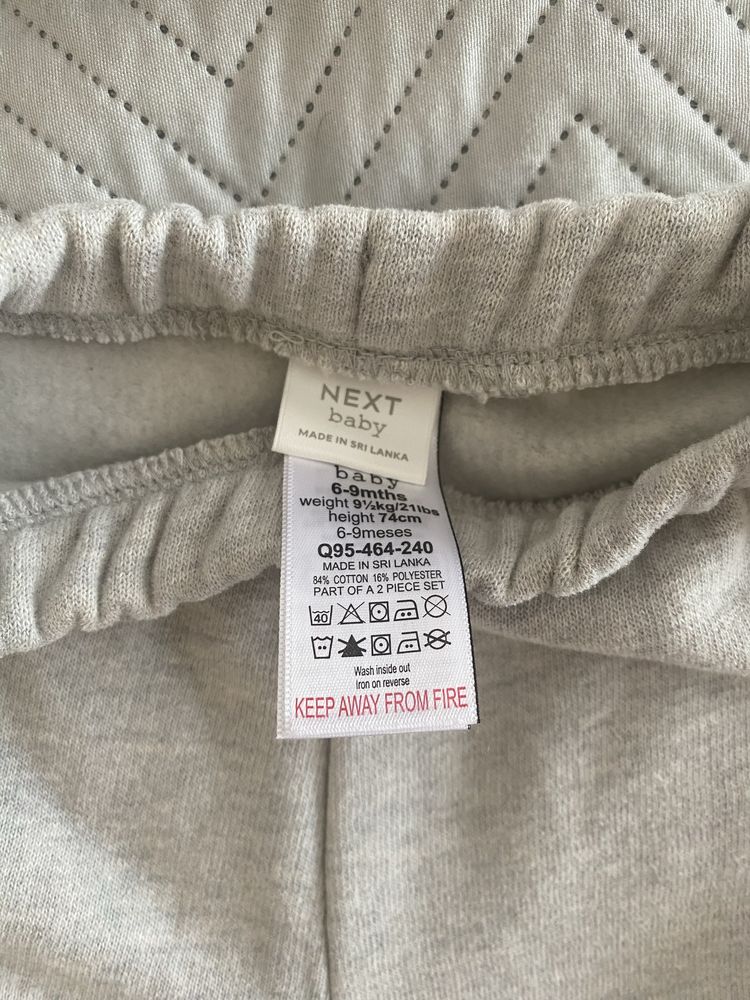 NEXT
baby
MADE IN SRI LANKA
baby
6-9mths
weight 9½kg/21lbs
height 74cm
6-9meses
Q95-464-240
MADE IN SRI LANKA
84% COTTON 16% POLYESTER
PART OF A 2 PIECE SET
40
Wash inside out
Iron on reverse
KEEP AWAY FROM FIRE